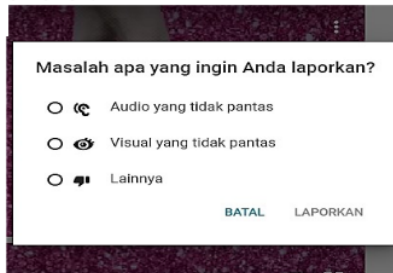 Masalah apa yang ingin Anda laporkan?
Audio yang tidak pantas
Visual yang tidak pantas
Lainnya
BATAL LAPORKAN